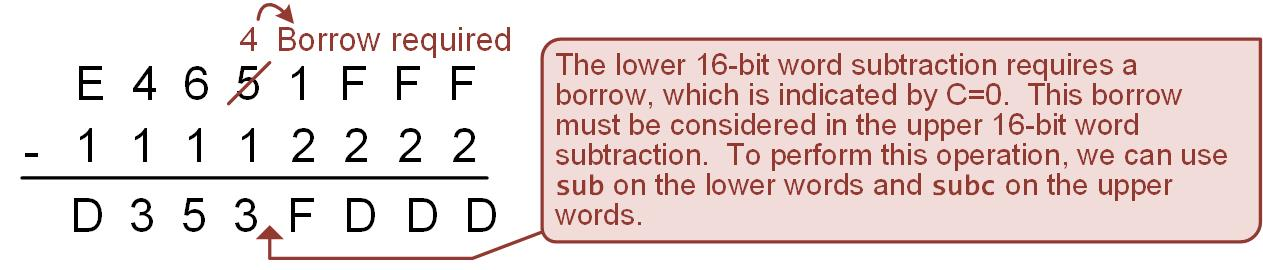 4 Borrow required
E 4 6 5 1 F F F
- 1 1 1 1 2 2 2 2
D 3 5 3 F D D D
The lower 16-bit word subtraction requires a
borrow, which is indicated by C=0. This borrow
must be considered in the upper 16-bit word
subtraction. To perform this operation, we can use
sub on the lower words and subc on the upper
words.